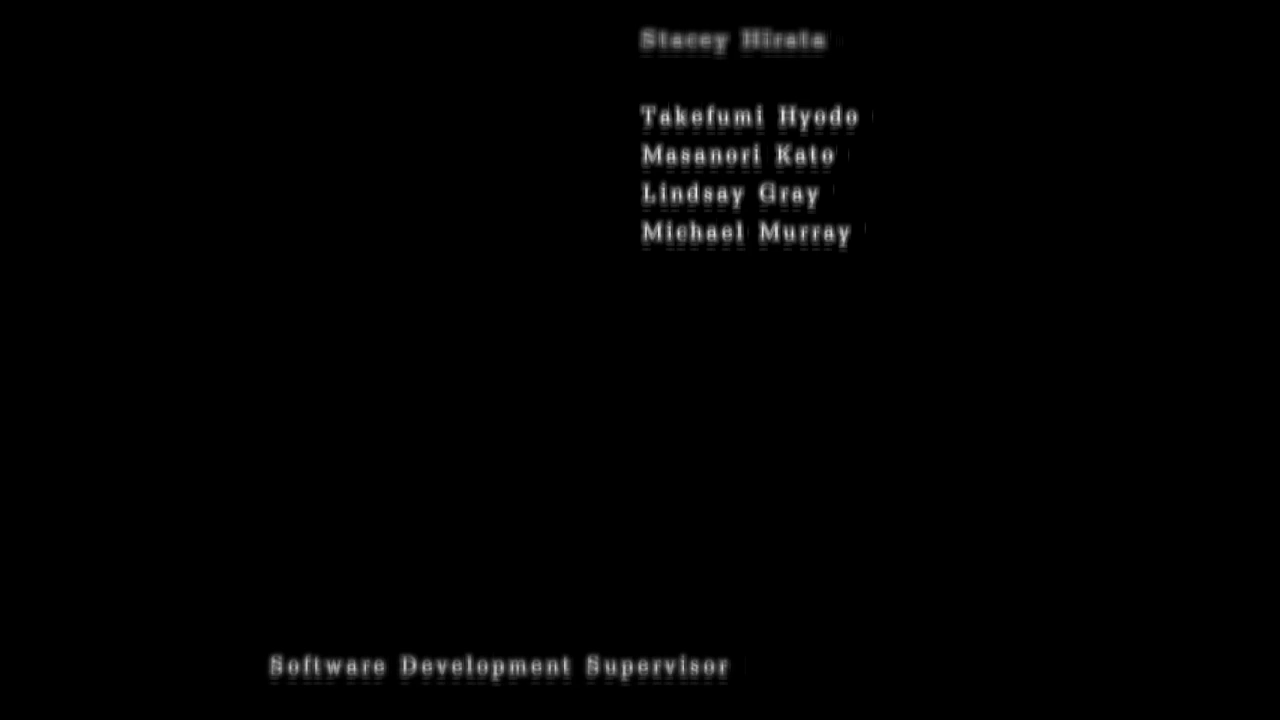 Stacey Hirata
Takefumi Hyodo
Masanori Kato
Lindsay Gray
Michael Murray
Software Development Supervisor